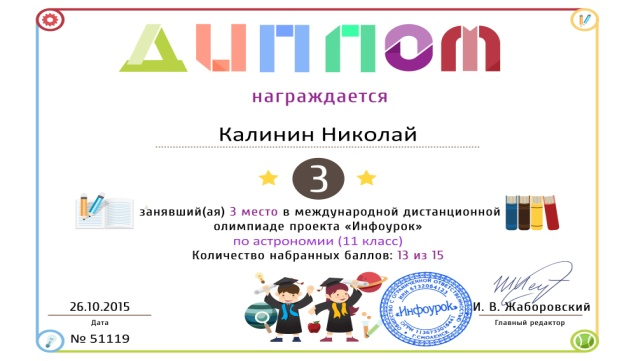 ДИПЛОМ
награждается
Калинин Николай
3
занявший(ая) 3 место в международной дистанционной
олимпиаде проекта «Инфоурок»
по астрономии (11 класс)
Количество набранных баллов: 13 из 15
26.10.2015
Дата
№ 51119
«Инфоурок»
И. В. Жаборовский
Главный редактор